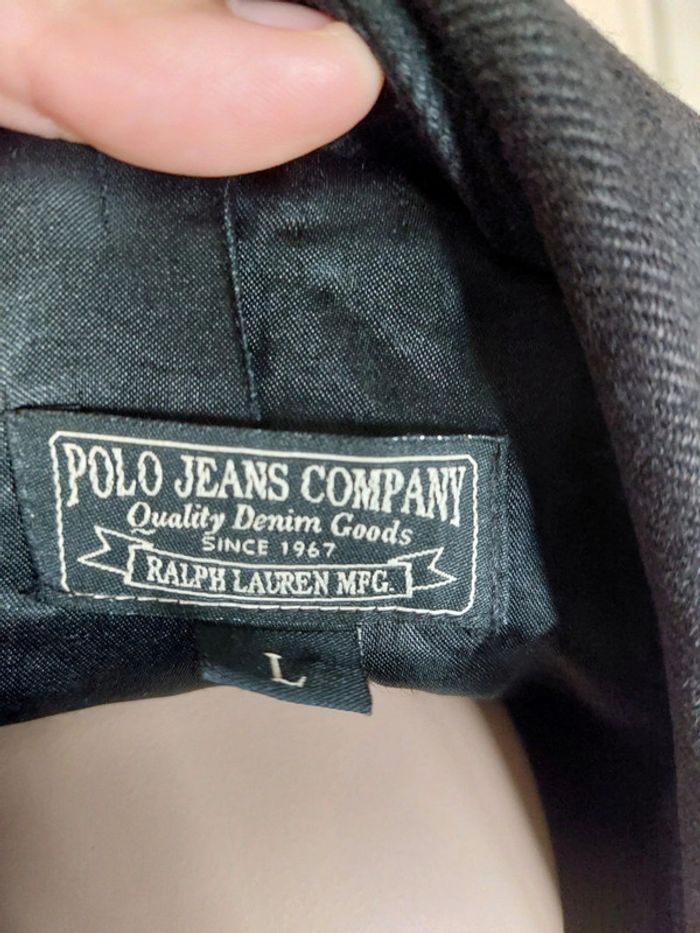 POLO JEANS COMPANY
Quality Denim Goods
SINCE 1967
RALPH LAUREN MFG.
L